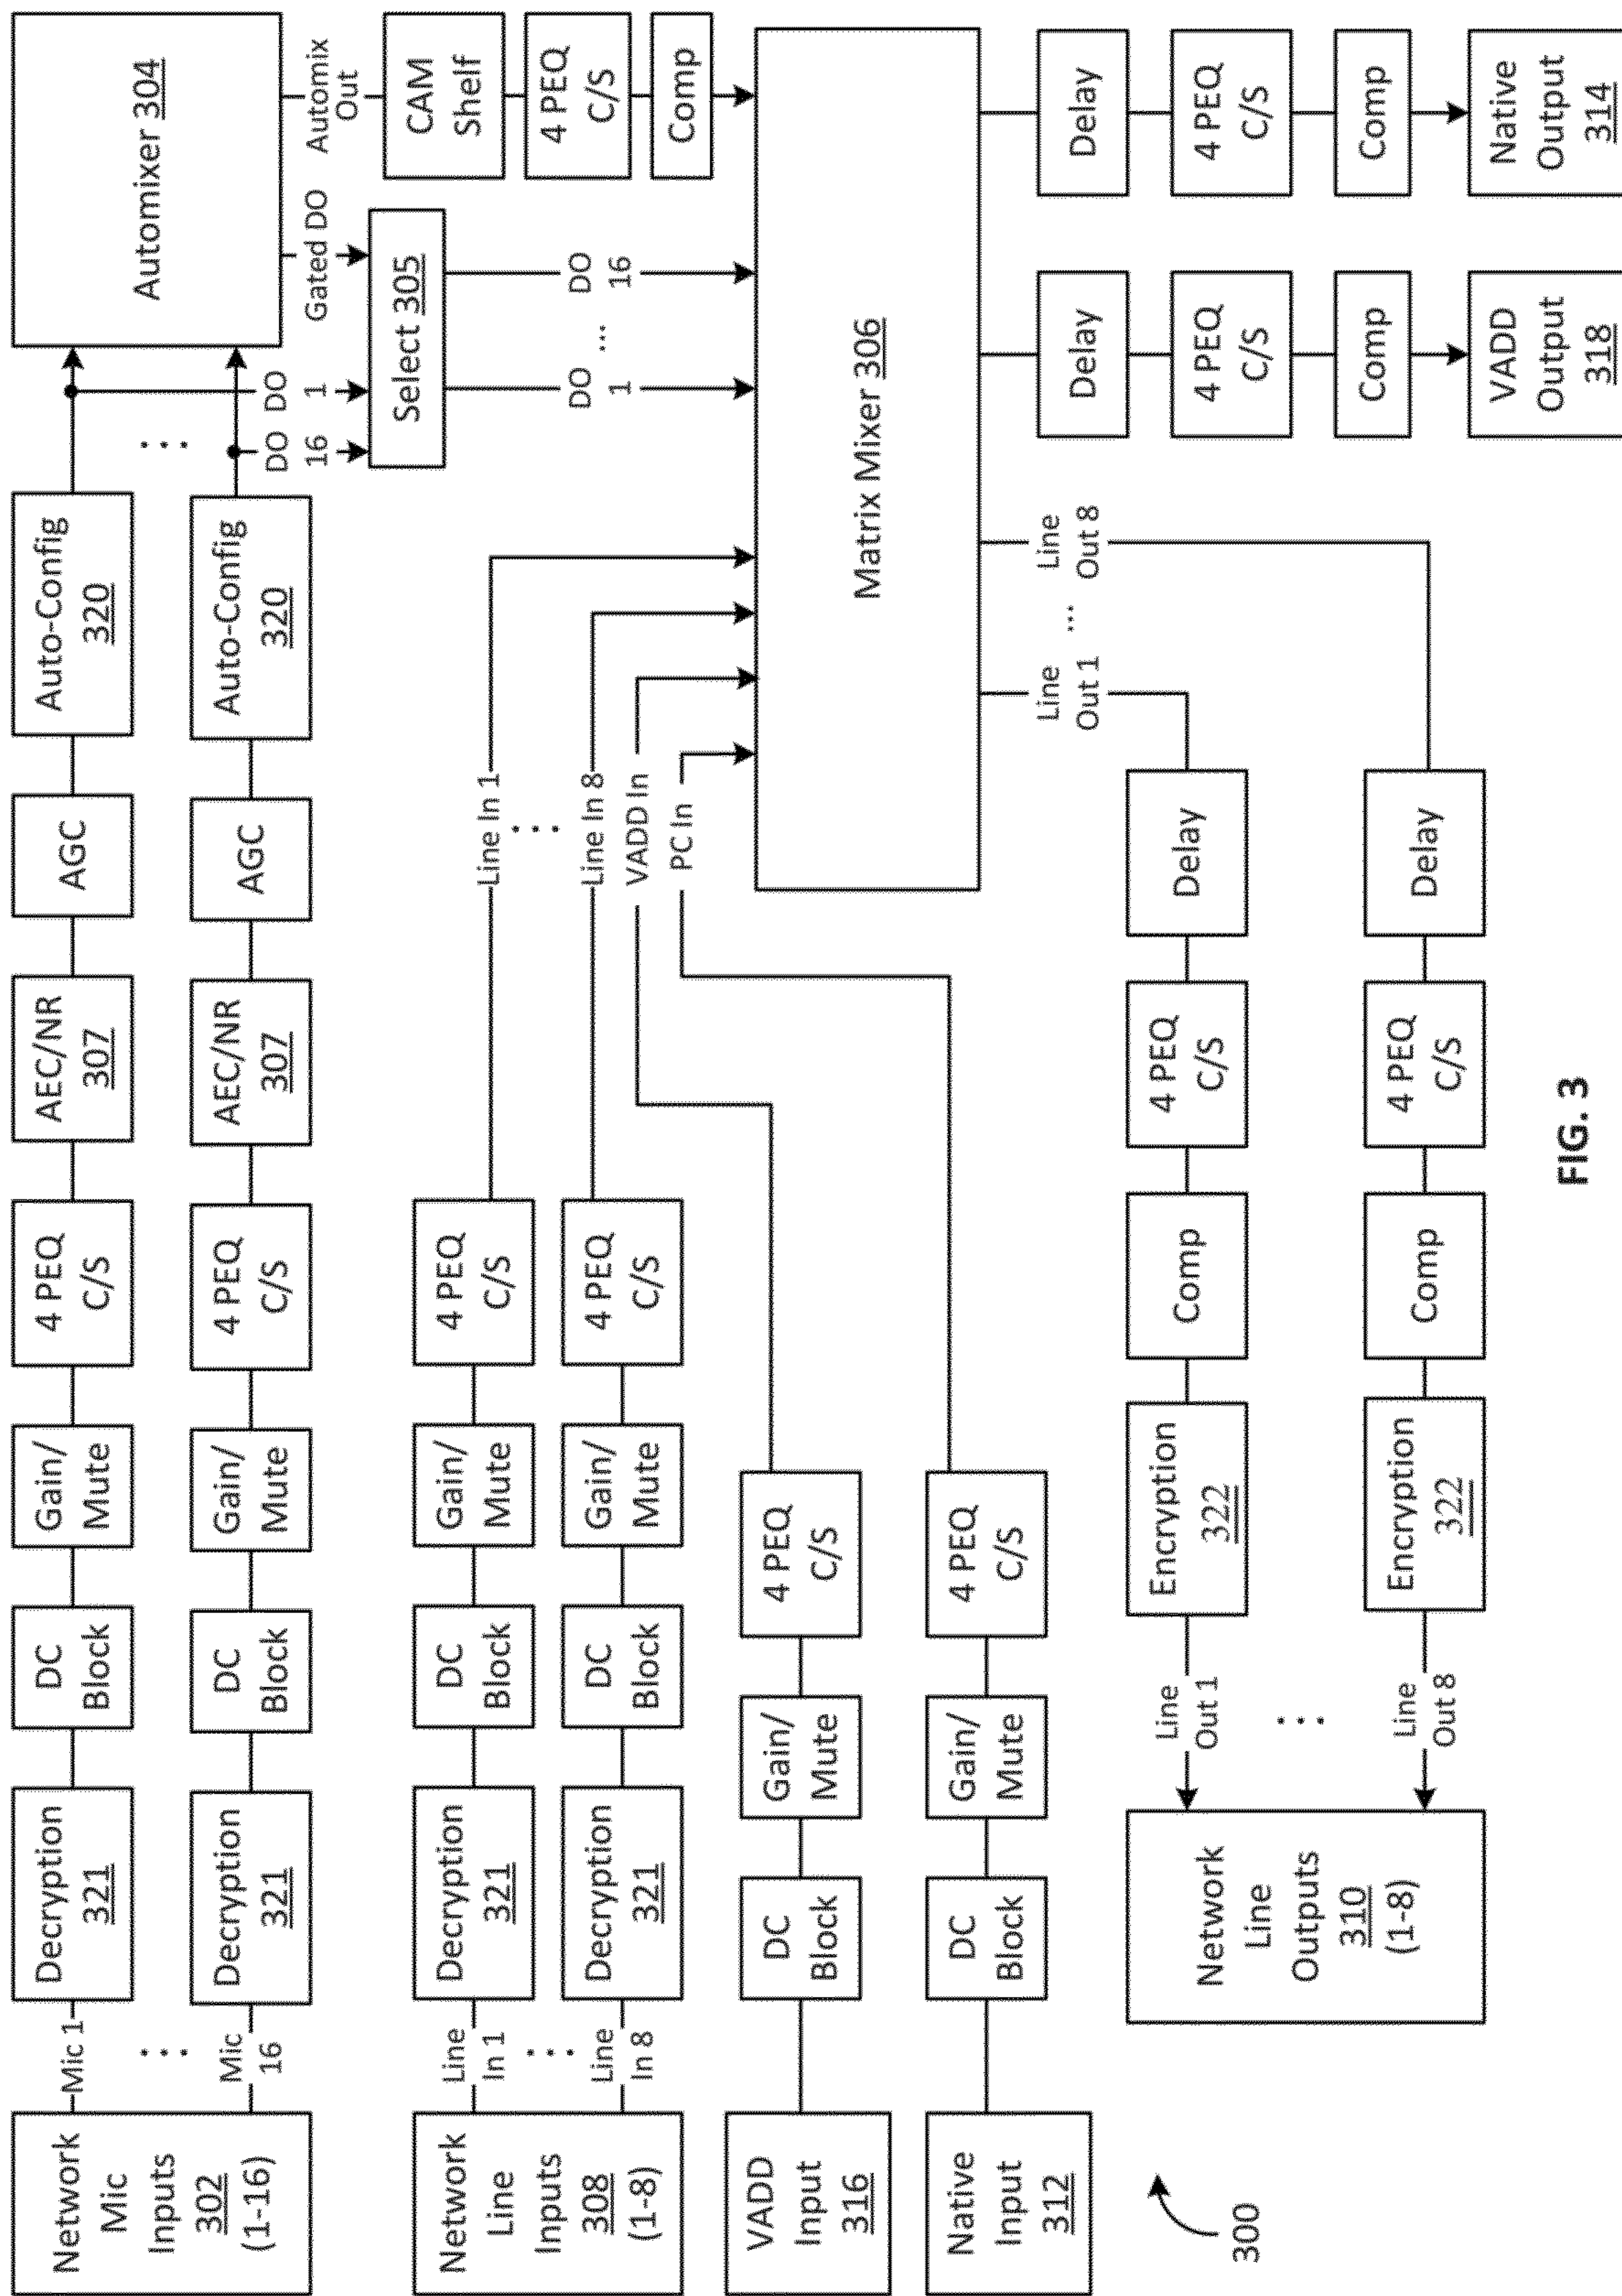 Network
Mic
Inputs
302
(1-16)
Mic 1
Mic
16
Decryption
321
Decryption
321
DC
Block
DC
Block
Gain/
Mute
Gain/
Mute
4 PEQ
C/S
4 PEQ
C/S
AEC/NR
307
AEC/NR
307
AGC
AGC
Auto-Config
320
Auto-Config
320
DO
16
DO
1
Automixer 304
Gated DO
Automix
Out
Select 305
CAM
Shelf
4 PEQ
C/S
Comp
DO
1
...
DO
16
Network
Line
Inputs
308
(1-8)
Line
In 1
Line
In 8
Decryption
321
Decryption
321
DC
Block
DC
Block
Gain/
Mute
Gain/
Mute
4 PEQ
C/S
4 PEQ
C/S
Line In 1
Line In 8
VADD In
PC In
VADD
Input
316
DC
Block
Gain/
Mute
4 PEQ
C/S
Native
Input
312
DC
Block
Gain/
Mute
4 PEQ
C/S
Matrix Mixer 306
Line
Out 1
...
Line
Out 8
Delay
4 PEQ
C/S
Comp
VADD
Output
318
Delay
4 PEQ
C/S
Comp
Native
Output
314
Network
Line
Outputs
310
(1-8)
Line
Out 1
Line
Out 8
Encryption
322
Encryption
322
Comp
Comp
4 PEQ
C/S
4 PEQ
C/S
Delay
Delay
300
FIG. 3